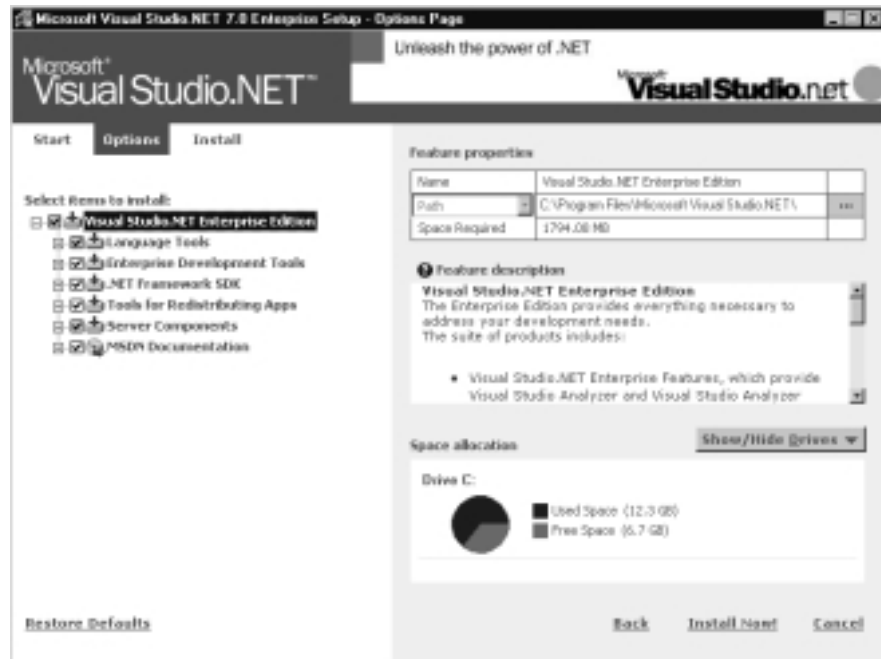 Microsoft Visual Studio.NET 7.0 Enterprise Setup - Options Page
Microsoft®
Visual Studio.NET™
Unleash the power of .NET
Microsoft
Visual Studio.net
Start Options Install
Select items to install:
Visual Studio.NET Enterprise Edition
Language Tools
Enterprise Development Tools
.NET Framework SDK
Tools for Redistributing Apps
Server Components
MSDN Documentation
Feature properties
Name Visual Studio.NET Enterprise Edition
Path C:\Program Files\Microsoft Visual Studio.NET\ ...
Space Required 1794.08 MB
? Feature description
Visual Studio.NET Enterprise Edition
The Enterprise Edition provides everything necessary to
address your development needs.
The suite of products includes:
• Visual Studio.NET Enterprise Features, which provide
Visual Studio Analyzer and Visual Studio Analyzer
Space allocation
Show/Hide Drives
Drive C:
Used Space (12.3 GB)
Free Space (6.7 GB)
Restore Defaults
Back Install Now! Cancel